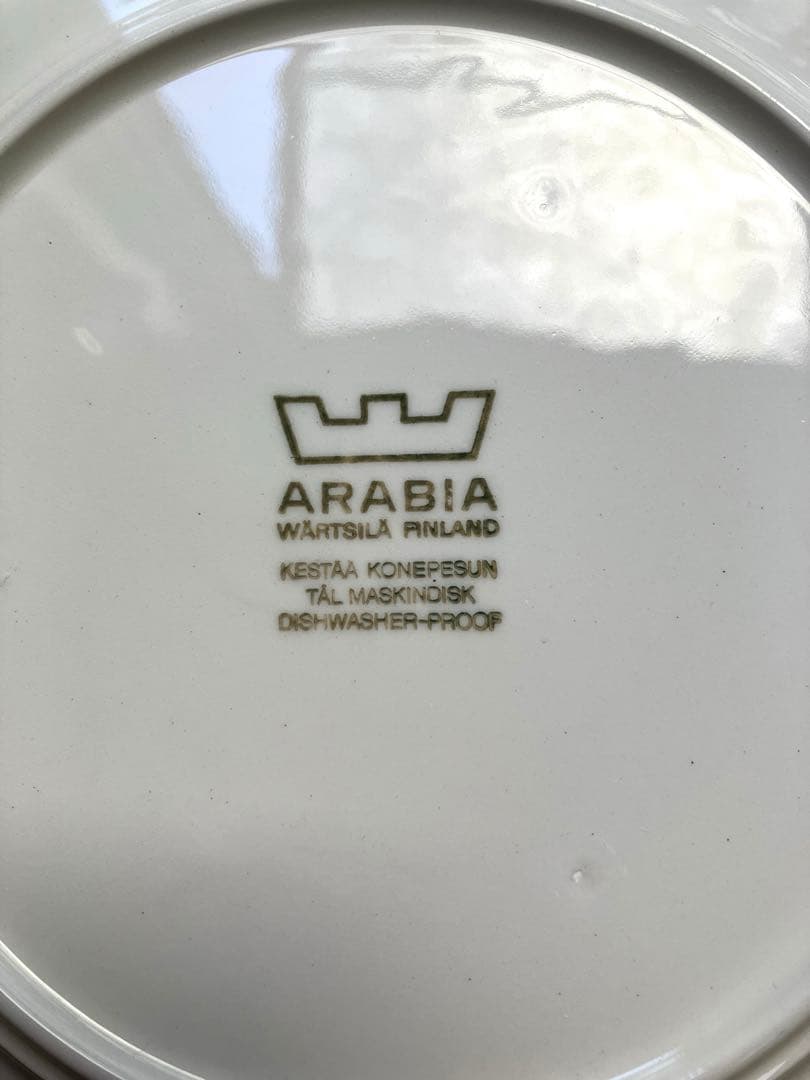 ARABIA
WÄRTSILÄ FINLAND
KESTÄÄ KONEPESUN
TÅL MASKINDISK
DISHWASHER-PROOF